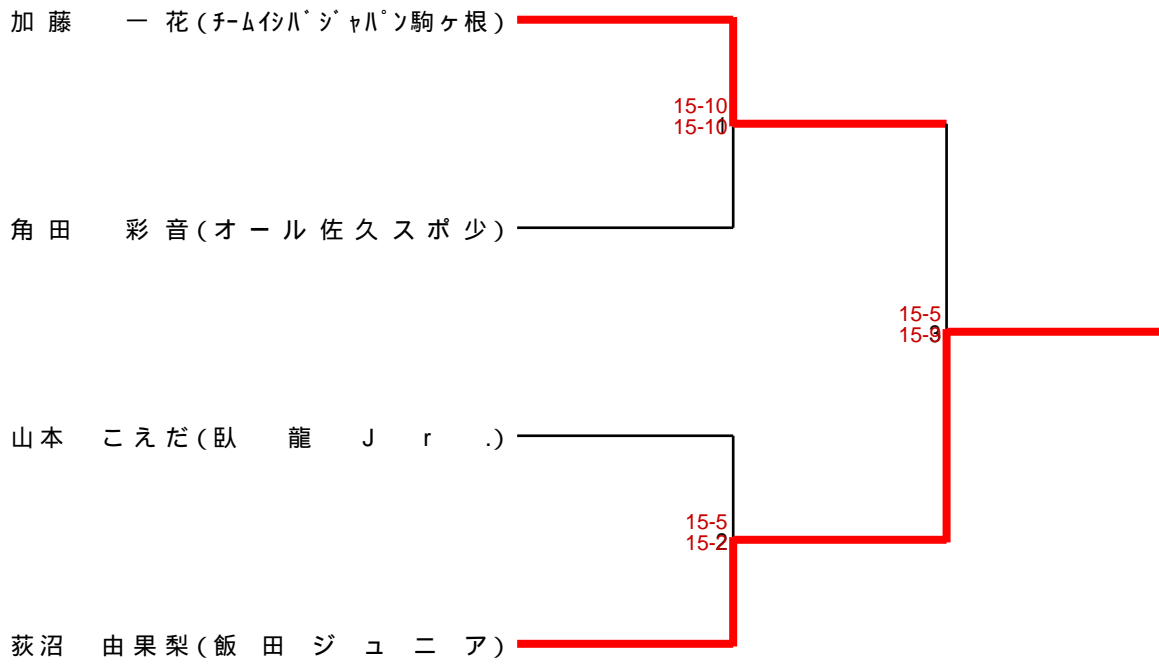 加藤 一花(ﾁｰﾑｲｼﾊﾞｼﾞｬﾊﾟﾝ駒ヶ根)
15-10
15-10
1
角田 彩音(オール佐久スポ少)
15-5
15-9
3
山本 こえだ(臥龍Jr.)
15-5
15-2
2
荻沼 由果梨(飯田ジュニア)